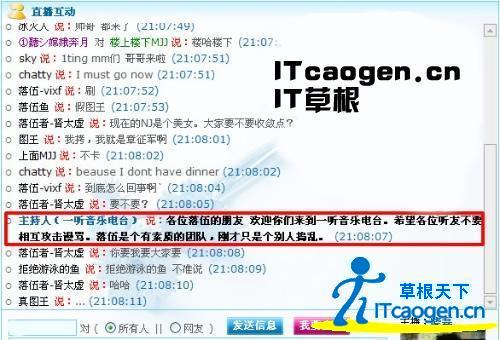 直播互动
冰火人 说：帅哥 都来了 (21:07:49)
对 楼上楼下MJJ 说：楼哈楼下 (21:07:
sky 说：1ting mm们 哥哥来啦 (21:07:51)
chatty 说：I must go now (21:07:51)
落伍-vixf 说：刷 (21:07:52)
落伍鱼 说：假图王 (21:07:53)
落伍者-肾太虚 说：现在的NJ是个美女。大家要不要收敛点?
图王 说：我拷，我就是章征军啊 (21:08:01)
上面MJJ 说：不卡 (21:08:02)
chatty 说：beause I dont have dinner (21:08:02)
落伍-vixf 说：到底怎么回事啊` (21:08:04)
落伍者-肾太虚 说：要不要? (21:08:05)
主持人（一听音乐电台）说：各位落伍的朋友 欢迎你们来到一听音乐电台。希望各位听友不要
相互攻击谩骂。落伍是个有素质的团队，刚才只是个别人捣乱。 (21:08:07)
落伍者-肾太虚 说：你要我要大家要 (21:08:08)
拒绝游泳的鱼 说：拒绝游泳的鱼 不准说 (21:08:09)
落伍者-肾太虚 说：哈哈 (21:08:10)
真图王 说：... (21:08:11)
对（ 所有人 || 网友 ） 发送信息
ITcaogen.cn
IT草根
草根天下
ITcaogen.cn